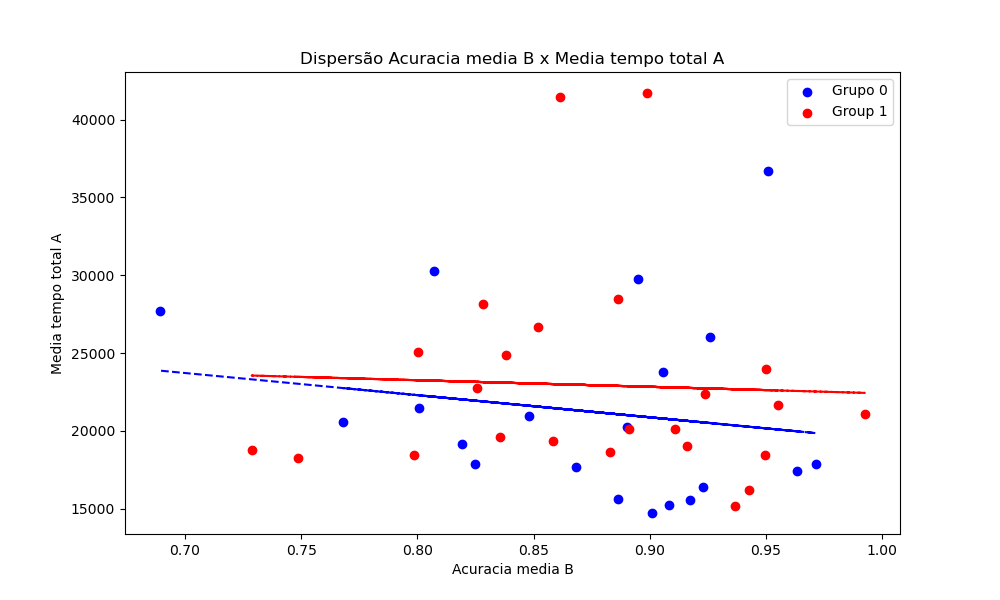 Dispersão Acuracia media B x Media tempo total A
Grupo 0
Group 1
Media tempo total A
40000
35000
30000
25000
20000
15000
0.70 0.75 0.80 0.85 0.90 0.95 1.00
Acuracia media B